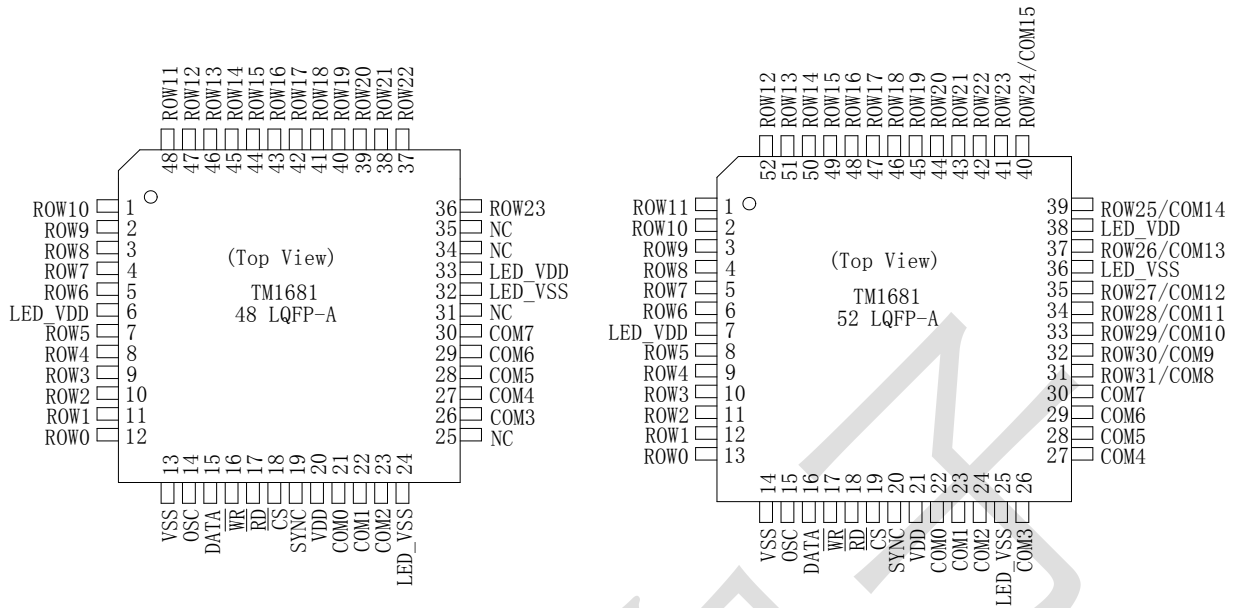 ROW11
ROW12
ROW13
ROW14
ROW15
ROW16
ROW17
ROW18
ROW19
ROW20
ROW21
ROW22
48
47
46
45
44
43
42
41
40
39
38
37
ROW10 1
ROW9 2
ROW8 3
ROW7 4
ROW6 5
LED_VDD 6
ROW5 7
ROW4 8
ROW3 9
ROW2 10
ROW1 11
ROW0 12
(Top View)
TM1681
48 LQFP-A
36 ROW23
35 NC
34 NC
33 LED_VDD
32 LED_VSS
31 NC
30 COM7
29 COM6
28 COM5
27 COM4
26 COM3
25 NC
13
14
15
16
17
18
19
20
21
22
23
24
VSS
OSC
DATA
WR
RD
CS
SYNC
VDD
COM0
COM1
COM2
LED_VSS
ROW12
ROW13
ROW14
ROW15
ROW16
ROW17
ROW18
ROW19
ROW20
ROW21
ROW22
ROW23
ROW24/COM15
52
51
50
49
48
47
46
45
44
43
42
41
40
ROW11 1
ROW10 2
ROW9 3
ROW8 4
ROW7 5
ROW6 6
LED_VDD 7
ROW5 8
ROW4 9
ROW3 10
ROW2 11
ROW1 12
ROW0 13
(Top View)
TM1681
52 LQFP-A
39 ROW25/COM14
38 LED_VDD
37 ROW26/COM13
36 LED_VSS
35 ROW27/COM12
34 ROW28/COM11
33 ROW29/COM10
32 ROW30/COM9
31 ROW31/COM8
30 COM7
29 COM6
28 COM5
27 COM4
14
15
16
17
18
19
20
21
22
23
24
25
26
VSS
OSC
DATA
WR
RD
CS
SYNC
VDD
COM0
COM1
COM2
LED_VSS
COM3